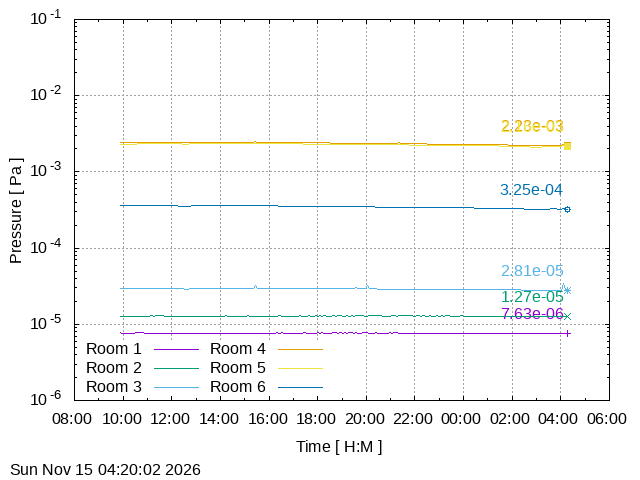 10^-1
10^-2
10^-3
10^-4
10^-5
10^-6
Pressure [ Pa ]
3.25e-04
2.81e-05
1.27e-05
7.63e-06
Room 1 Room 4
Room 2 Room 5
Room 3 Room 6
08:00 10:00 12:00 14:00 16:00 18:00 20:00 22:00 00:00 02:00 04:00 06:00
Time [ H:M ]
Sun Nov 15 04:20:02 2026